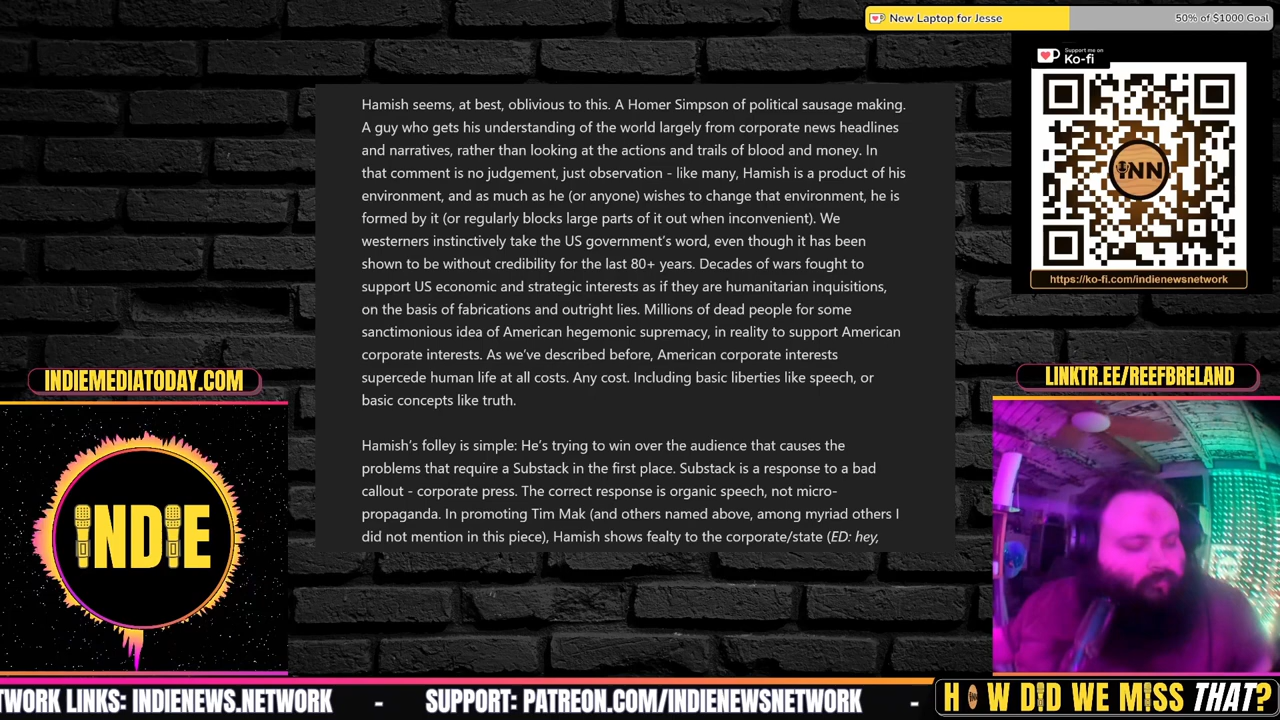 New Laptop for Jesse
50% of $1000 Goal
Support me on
Ko-fi
iNN
https://ko-fi.com/indienewsnetwork
Hamish seems, at best, oblivious to this. A Homer Simpson of political sausage making.
A guy who gets his understanding of the world largely from corporate news headlines
and narratives, rather than looking at the actions and trails of blood and money. In
that comment is no judgement, just observation - like many, Hamish is a product of his
environment, and as much as he (or anyone) wishes to change that environment, he is
formed by it (or regularly blocks large parts of it out when inconvenient). We
westerners instinctively take the US government's word, even though it has been
shown to be without credibility for the last 80+ years. Decades of wars fought to
support economic and strategic interests as if they are humanitarian inquisitions,
on the basis of fabrications and outright lies. Millions of dead people for some
sanctimonious idea of American hegemonic supremacy, in reality to support American
corporate interests. As we've described before, American corporate interests
supercede human life at all costs. Any cost. Including basic liberties like speech, or
basic concepts like truth.
Hamish's folley is simple: He's trying to win over the audience that causes the
problems that require a Substack in the first place. Substack is a response to a bad
callout - corporate press. The correct response is organic speech, not micro-
propaganda. In promoting Tim Mak (and others named above, among myriad others I
did not mention in this piece), Hamish shows fealty to the corporate/state (ED: hey,
INDIEMEDIATODAY.COM
INDIE
LINKTR.EE/REEFBRELAND
TWORK LINKS: INDIENEWS.NETWORK - SUPPORT: PATREON.COM/INDIENEWSNETWORK -
HOW DID WE MISS THAT?